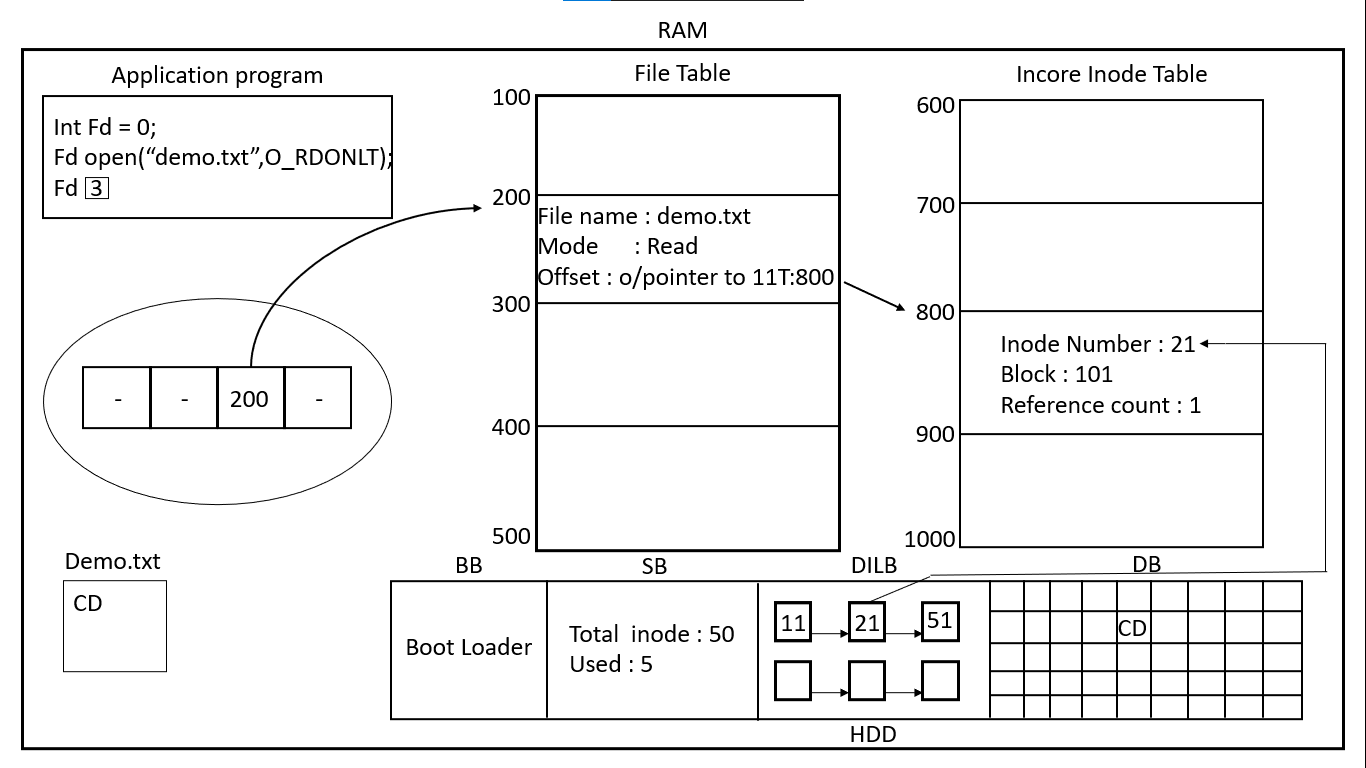 RAM
Application program
Int Fd = 0;
Fd open(“demo.txt”,O_RDONLT);
Fd 3
- - 200 -
Demo.txt
CD
File Table
100
200
File name : demo.txt
Mode : Read
Offset : o/pointer to 11T:800
300
400
500
Incore Inode Table
600
700
800
Inode Number : 21
Block : 101
Reference count : 1
900
1000
BB
SB
DILB
DB
Boot Loader
Total inode : 50
Used : 5
11 21 51
CD
HDD